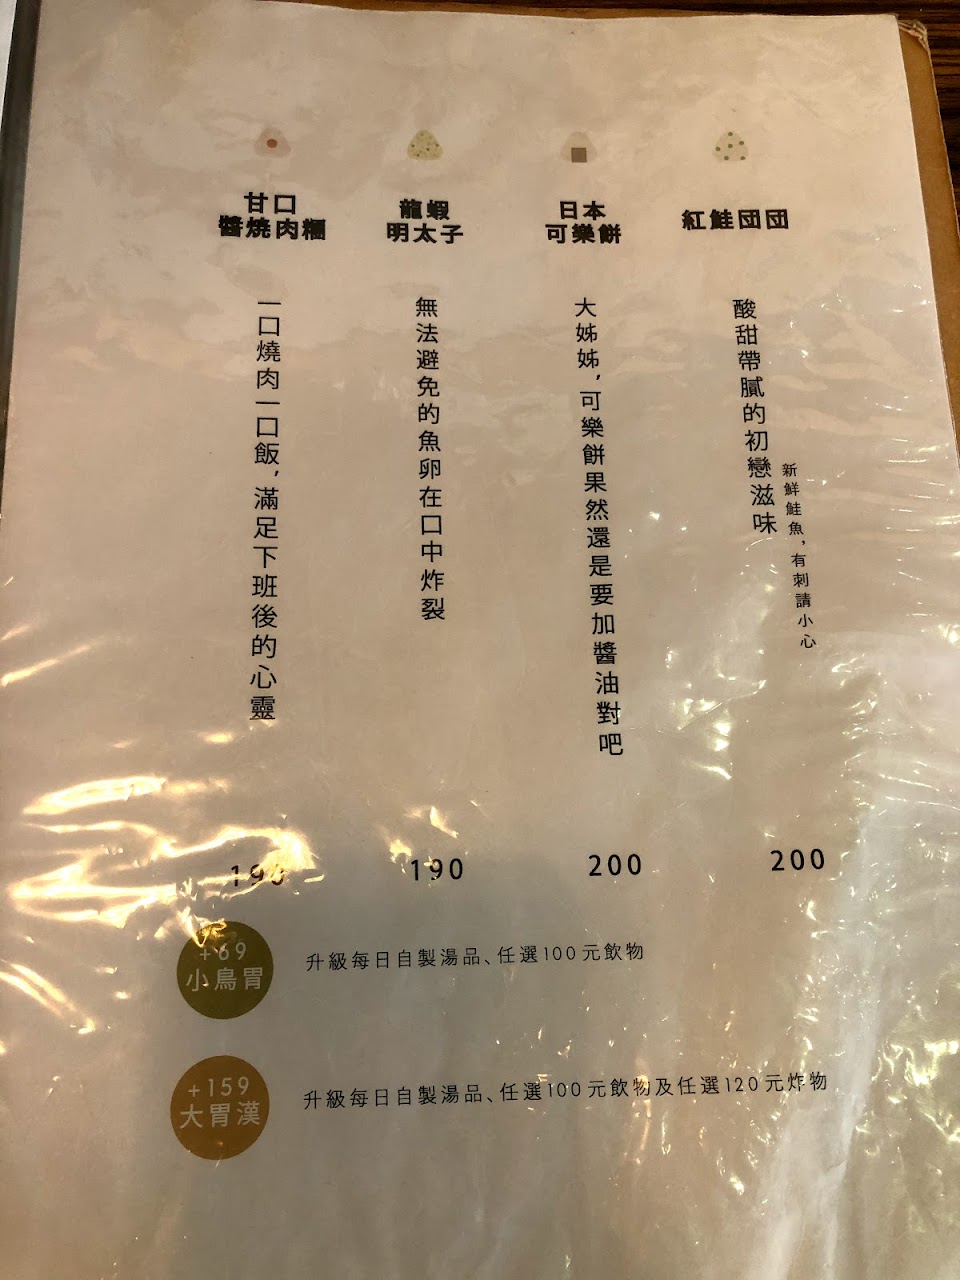 甘口
醬燒肉糰
一口燒肉一口飯，滿足下班後的心靈
190
龍蝦
明太子
無法避免的魚卵在口中炸裂
190
日本
可樂餅
大姊姊，可樂餅果然還是要加醬油對吧
200
紅鮭団団
酸甜帶膩的初戀滋味
新鮮鮭魚，有刺請小心
200
+69
小鳥胃
升級每日自製湯品、任選100元飲物
+159
大胃漢
升級每日自製湯品、任選100元飲物及任選120元炸物